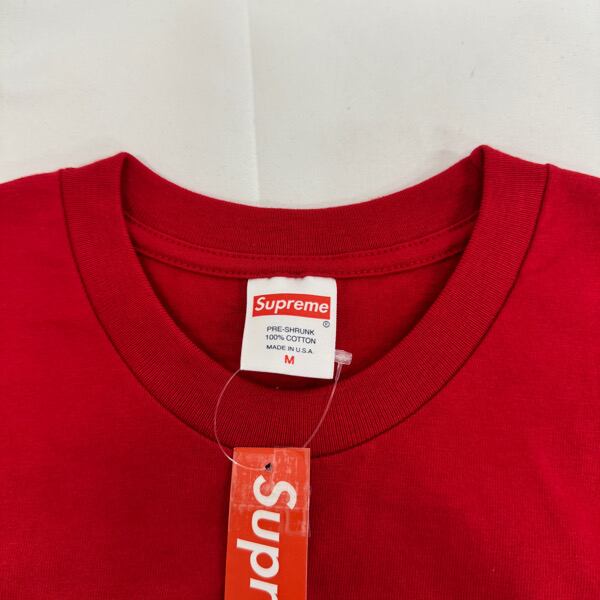 Supreme
®
PRE-SHRUNK
100% COTTON
MADE IN U.S.A.
M
Supr